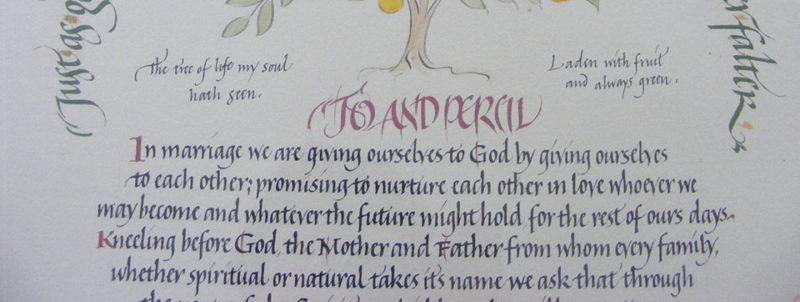 Just as
the tree of life my soul
hath seen.
Laden with fruit
and always green.
falter
JO AND PERCIL
In marriage we are giving ourselves to God by giving ourselves
to each other; promising to nurture each other in love whoever we
may become and whatever the future might hold for the rest of ours days.
Kneeling before God, the Mother and Father from whom every family,
whether spiritual or natural takes its name we ask that through